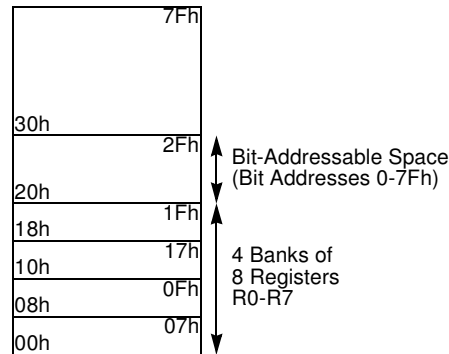 7Fh
30h
2Fh
Bit-Addressable Space
(Bit Addresses 0-7Fh)
20h
1Fh
18h
17h
10h
4 Banks of
8 Registers
R0-R7
0Fh
08h
07h
00h